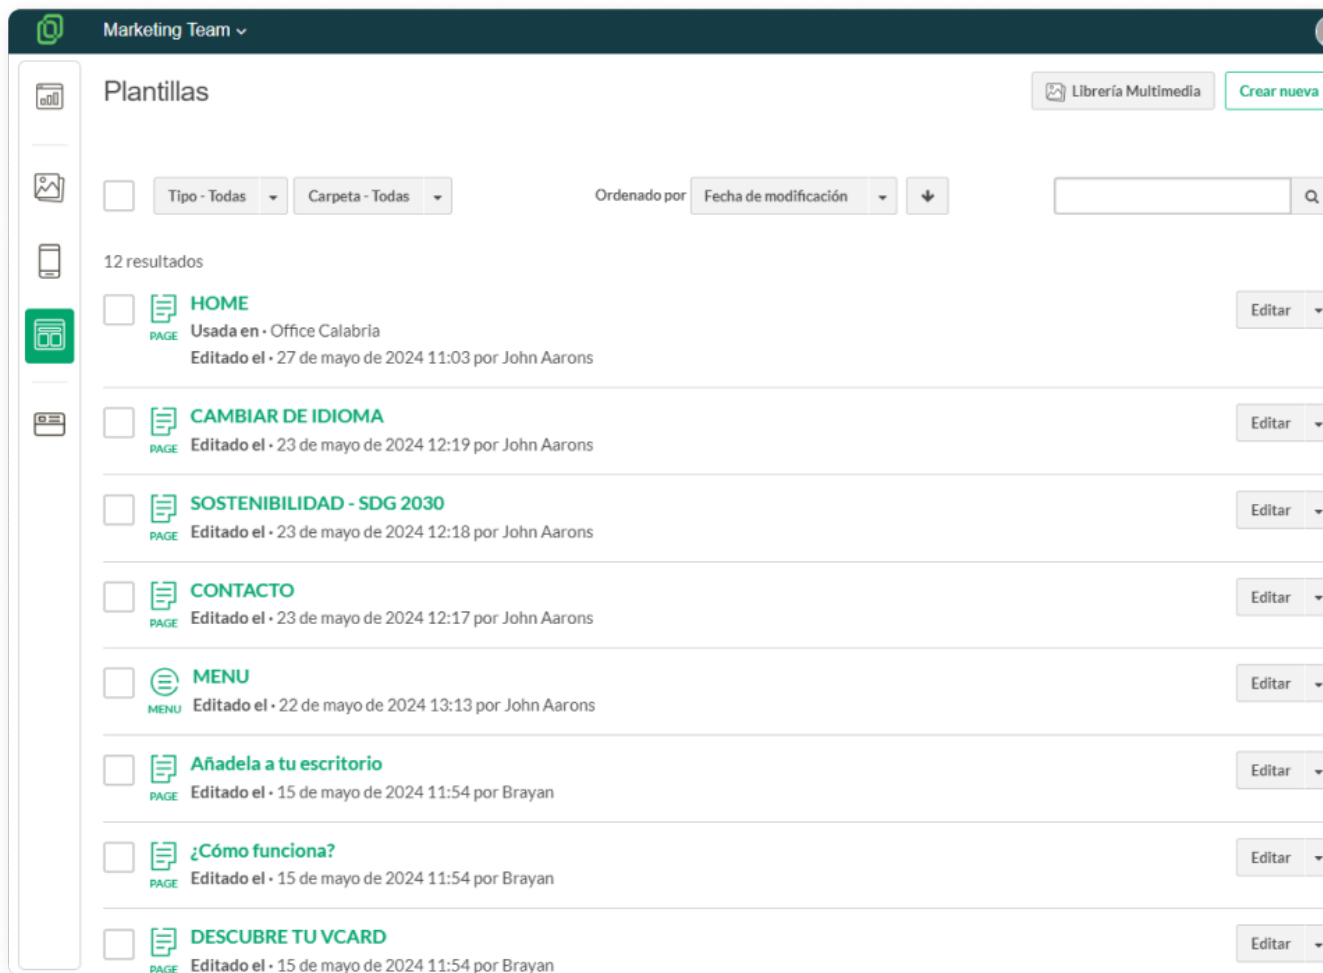 Marketing Team
Plantillas
Librería Multimedia
Crear nueva
Tipo - Todas
Carpeta - Todas
Ordenado por
Fecha de modificación
12 resultados
HOME
PAGE
Usada en · Office Calabria
Editado el · 27 de mayo de 2024 11:03 por John Aarons
Editar
CAMBIAR DE IDIOMA
PAGE
Editado el · 23 de mayo de 2024 12:19 por John Aarons
Editar
SOSTENIBILIDAD - SDG 2030
PAGE
Editado el · 23 de mayo de 2024 12:18 por John Aarons
Editar
CONTACTO
PAGE
Editado el · 23 de mayo de 2024 12:17 por John Aarons
Editar
MENU
MENU
Editado el · 22 de mayo de 2024 13:13 por John Aarons
Editar
Añadela a tu escritorio
PAGE
Editado el · 15 de mayo de 2024 11:54 por Brayan
Editar
¿Cómo funciona?
PAGE
Editado el · 15 de mayo de 2024 11:54 por Brayan
Editar
DESCUBRE TU VCARD
PAGE
Editado el · 15 de mayo de 2024 11:54 por Brayan
Editar